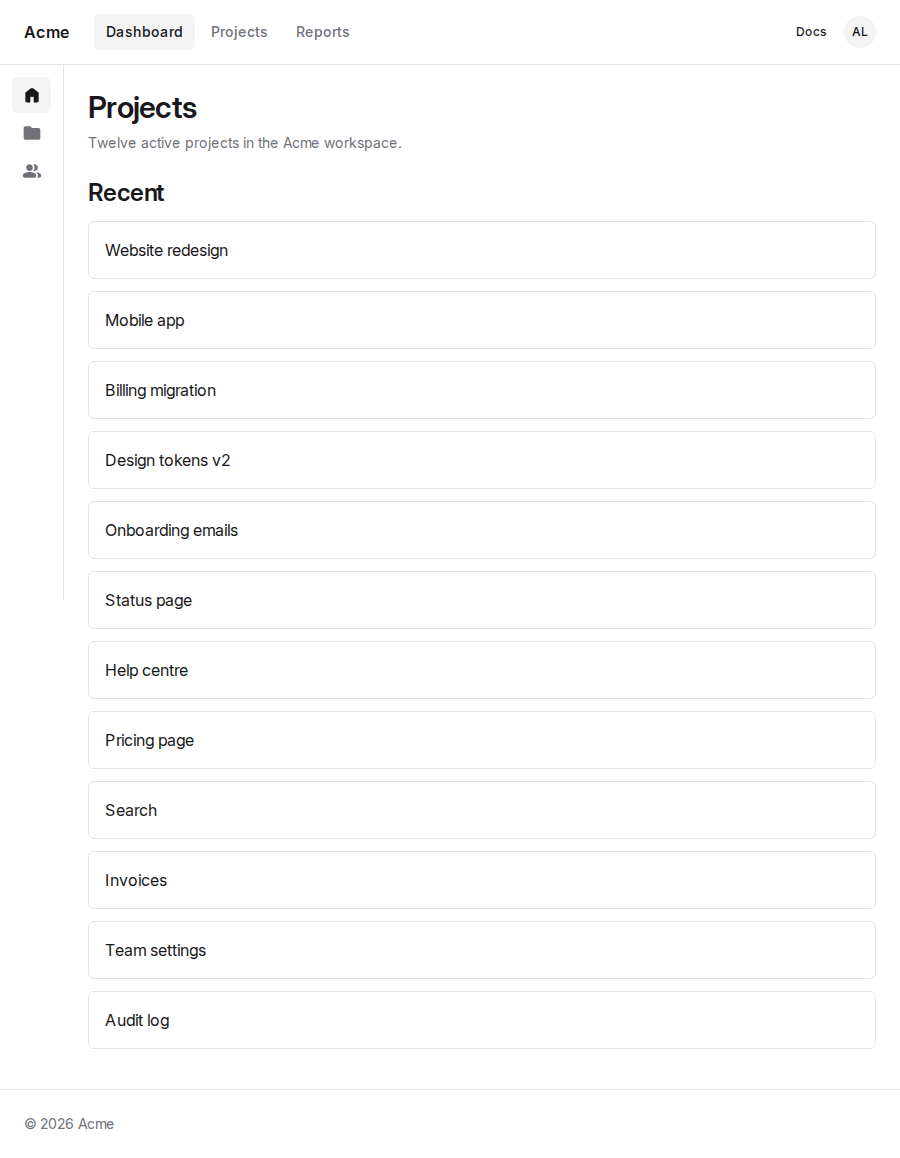 Acme Dashboard Projects Reports Docs AL
Projects
Twelve active projects in the Acme workspace.
Recent
Website redesign
Mobile app
Billing migration
Design tokens v2
Onboarding emails
Status page
Help centre
Pricing page
Search
Invoices
Team settings
Audit log
© 2026 Acme